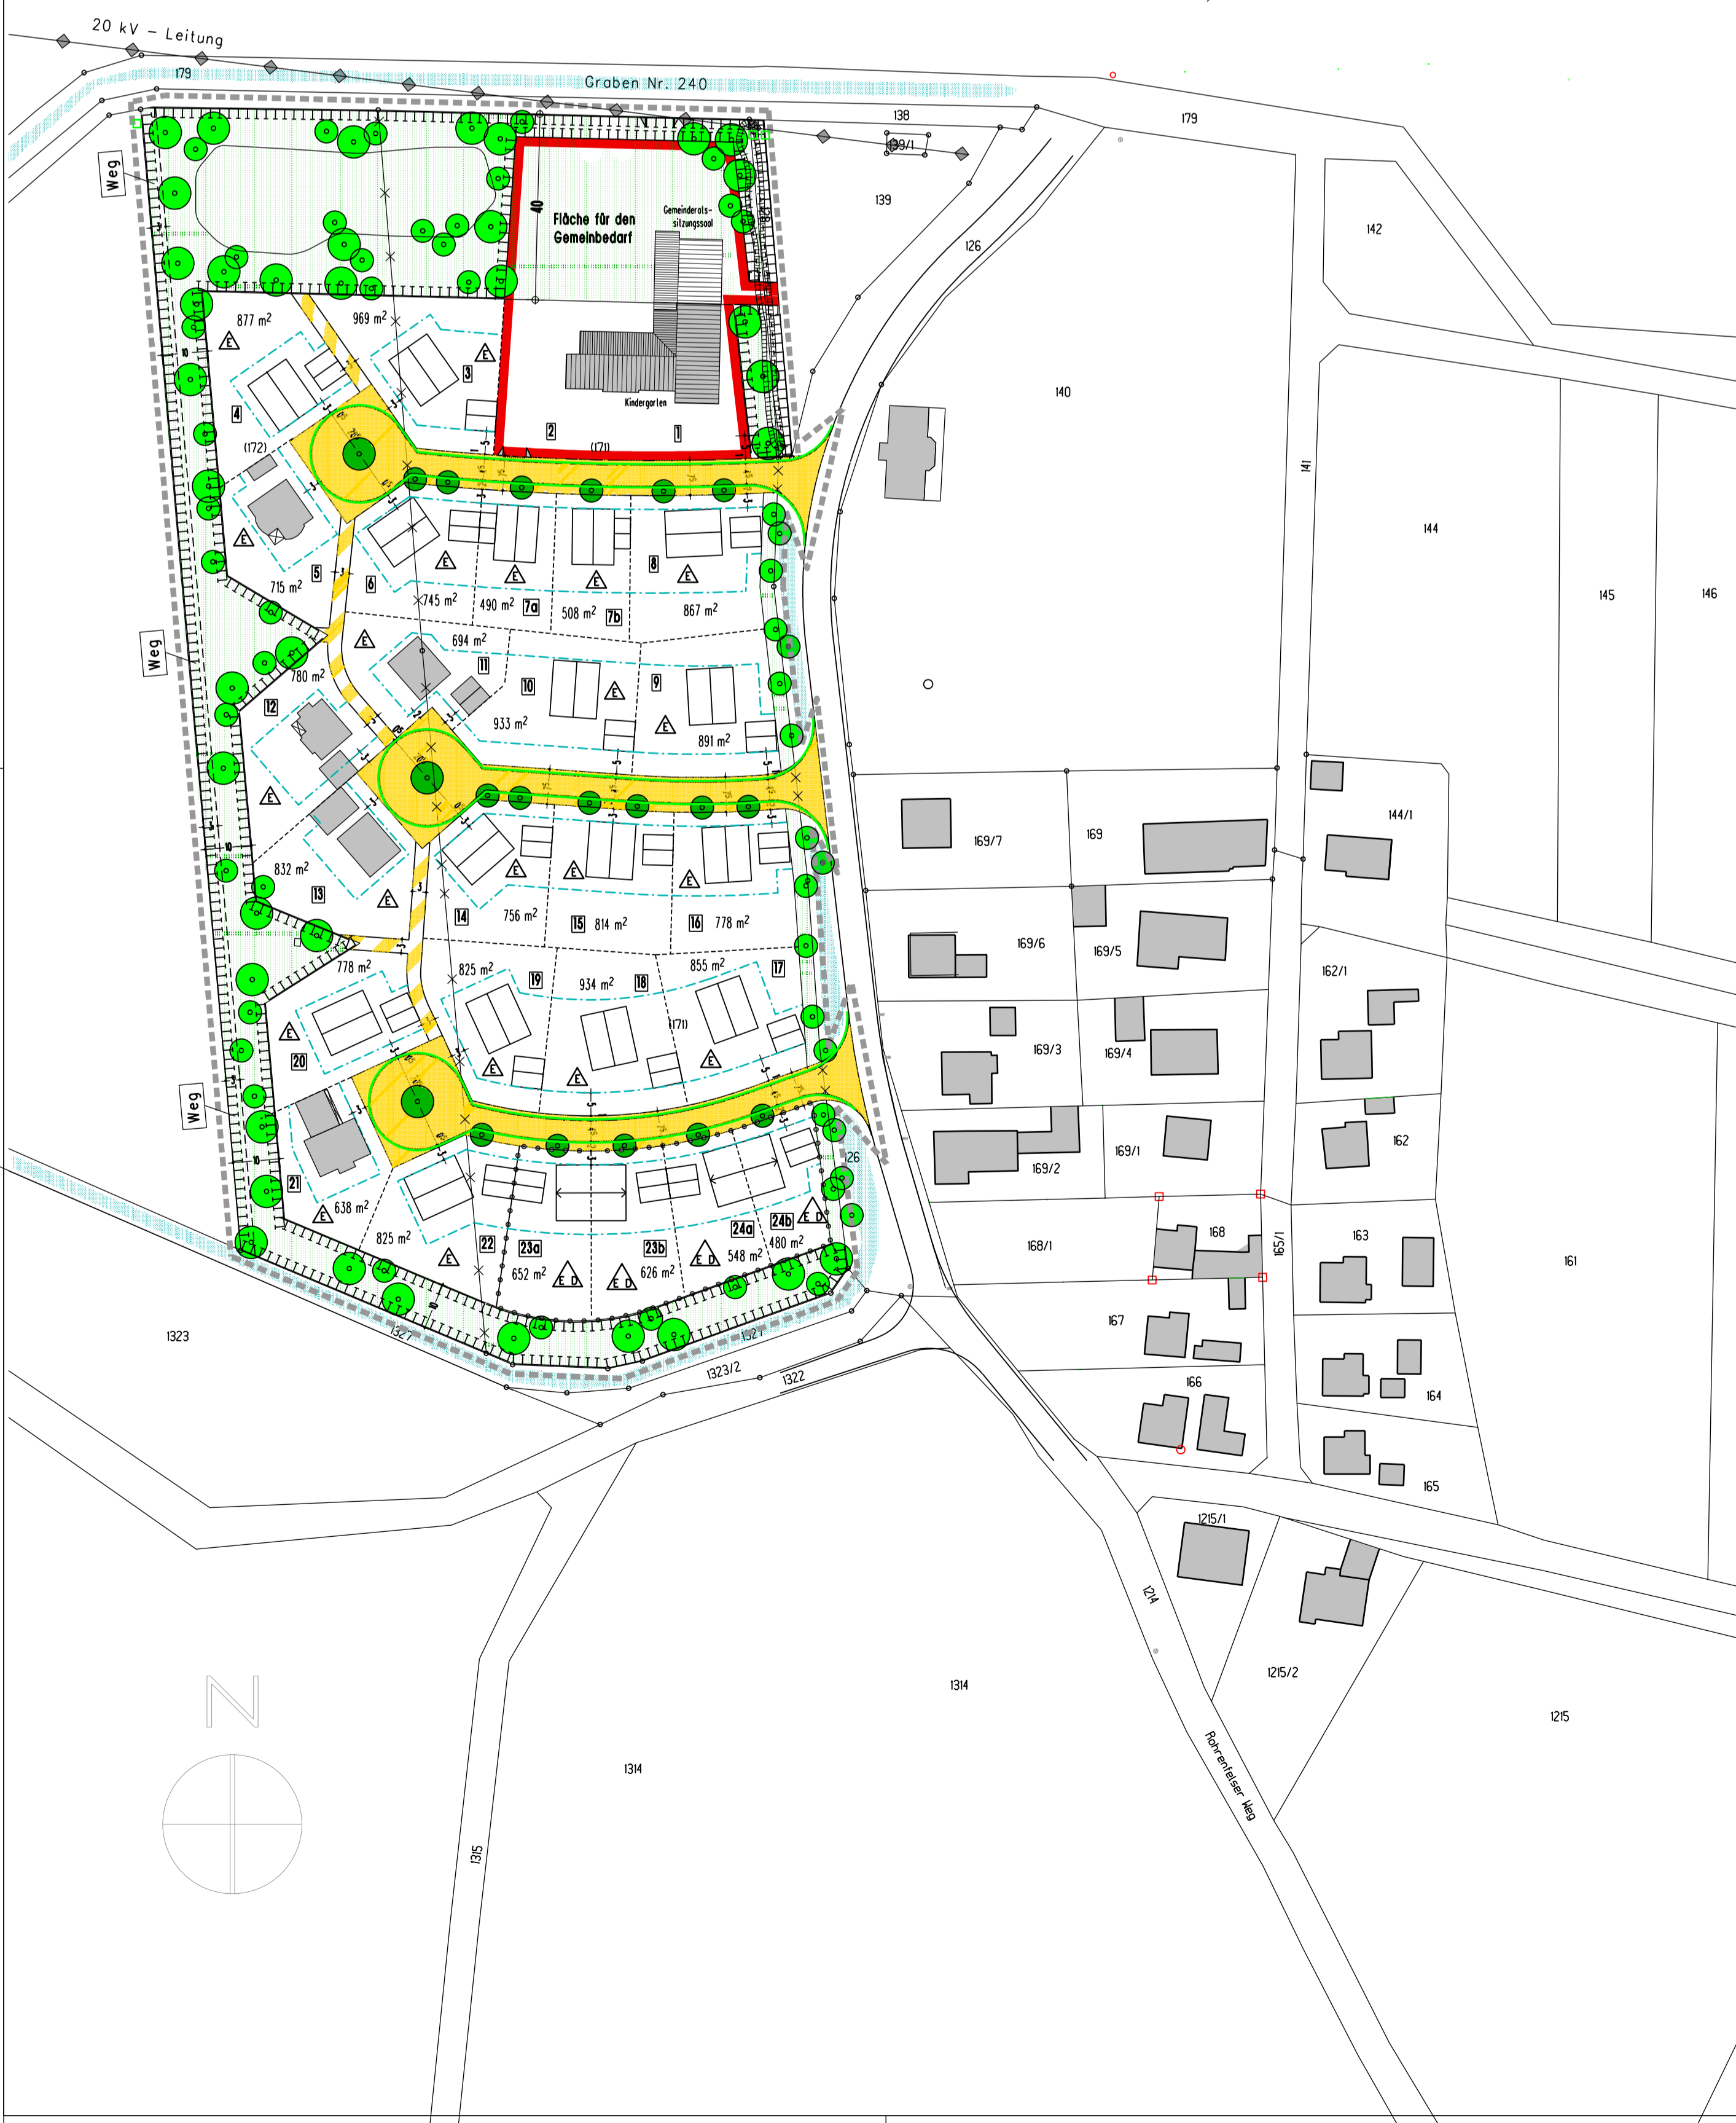 20 kV - Leitung
179
Graben Nr. 240
138
179
139/1
Weg
139
142
40
Fläche für den
Gemeinbedarf
Gemeinderats-
sitzungssaal
126
877 m²
969 m²
E
E
3
4
Kindergarten
140
(172)
2
1
(171)
141
144
145
146
E
5
6
E
E
E
8
E
715 m²
745 m²
490 m²
7a
508 m²
7b
867 m²
Weg
E
694 m²
11
780 m²
12
10
E
9
933 m²
E
891 m²
E
169/7
169
144/1
832 m²
13
E
E
E
E
14
756 m²
15
814 m²
16
778 m²
169/6
169/5
778 m²
825 m²
19
934 m²
18
855 m²
17
162/1
E
20
(171)
E
E
E
169/3
169/4
Weg
169/1
162
126
169/2
21
638 m²
E
825 m²
E
22
23a
652 m²
E D
E D
23b
626 m²
24a
E D
548 m²
24b
480 m²
E D
168/1
168
165/1
163
161
1323
1327
1327
167
1323/2
1322
166
164
165
1215/1
1214
1215/2
N
1314
1215
1314
Rohrenfelser Weg
1315